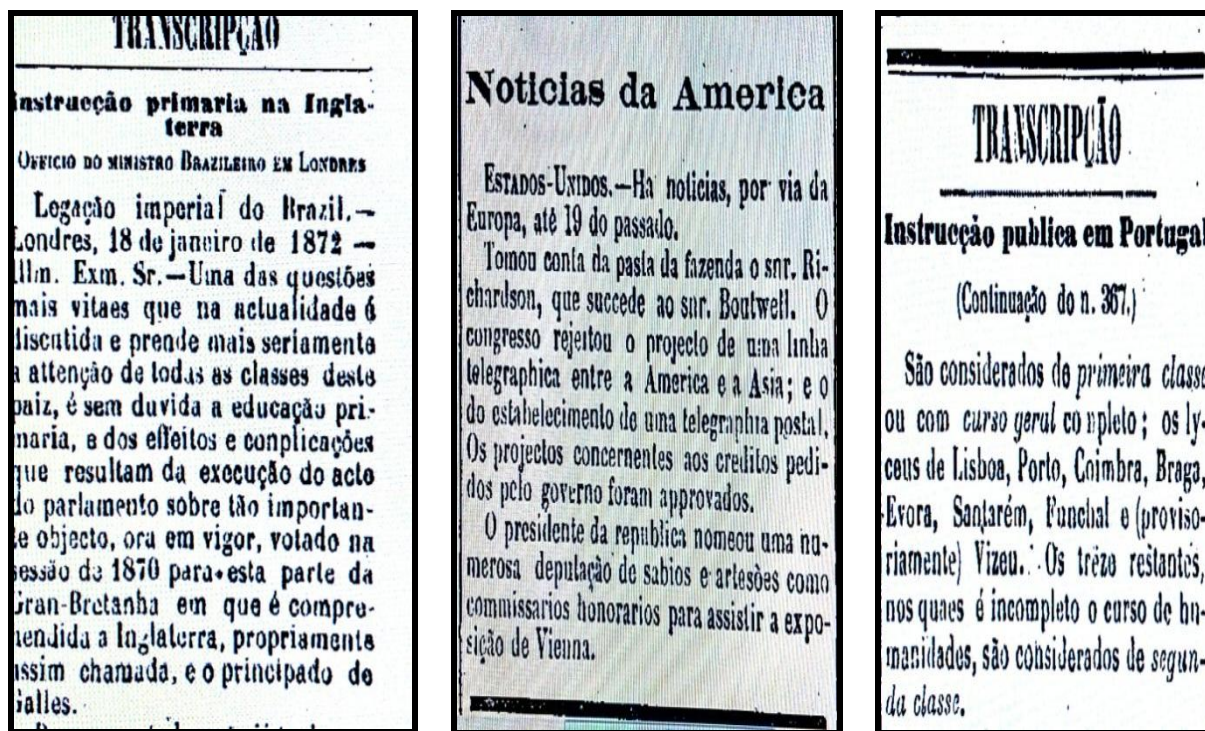 TRANSCRIPÇÃO
instrucção primaria na Ingla-
terra
OFFICIO DO MINISTRO BRAZILEIRO EM LONDRES
Legação imperial do Brazil.—
Londres, 18 de janeiro de 1872 —
Illm. Exm. Sr.—Uma das questões
mais vitaes que na actualidade é
discutida e prende mais seriamente
a attenção de todas as classes deste
paiz, é sem duvida a educação pri-
maria, e dos effeitos e conplicações
que resultam da execução do acto
do parlamento sobre tão importan-
te objecto, ora em vigor, votado na
sessão de 1870 para esta parte da
Gran-Bretanha em que é compre-
hendida a Inglaterra, propriamente
assim chamada, e o principado de
Galles.
Noticias da America
ESTADOS-UNIDOS.—Ha noticias, por via da
Europa, até 19 do passado.
Tomou conta da pasta da fazenda o snr. Ri-
chardson, que succede ao snr. Boutwell. O
congresso rejeitou o projecto de uma linha
telegraphica entre a America e a Asia; e o
do estabelecimento de uma telegraphia postal.
Os projectos concernentes aos creditos pedi-
dos pelo governo foram approvados.
O presidente da republica nomeou uma nu-
merosa deputação de sabios e artesões como
commissarios honorarios para assistir a expo-
sição de Vienna.
TRANSCRIPÇÃO
Instrucção publica em Portugal
(Continuação do n. 367.)
São considerados de primeira classe
ou com curso geral co npleto; os ly-
ceus de Lisboa, Porto, Coimbra, Braga,
Evora, Santarém, Funchal e (proviso-
riamente) Vizeu. Os treze restantes,
nos quaes é incompleto o curso de hu-
manidades, são considerados de segun-
da classe.